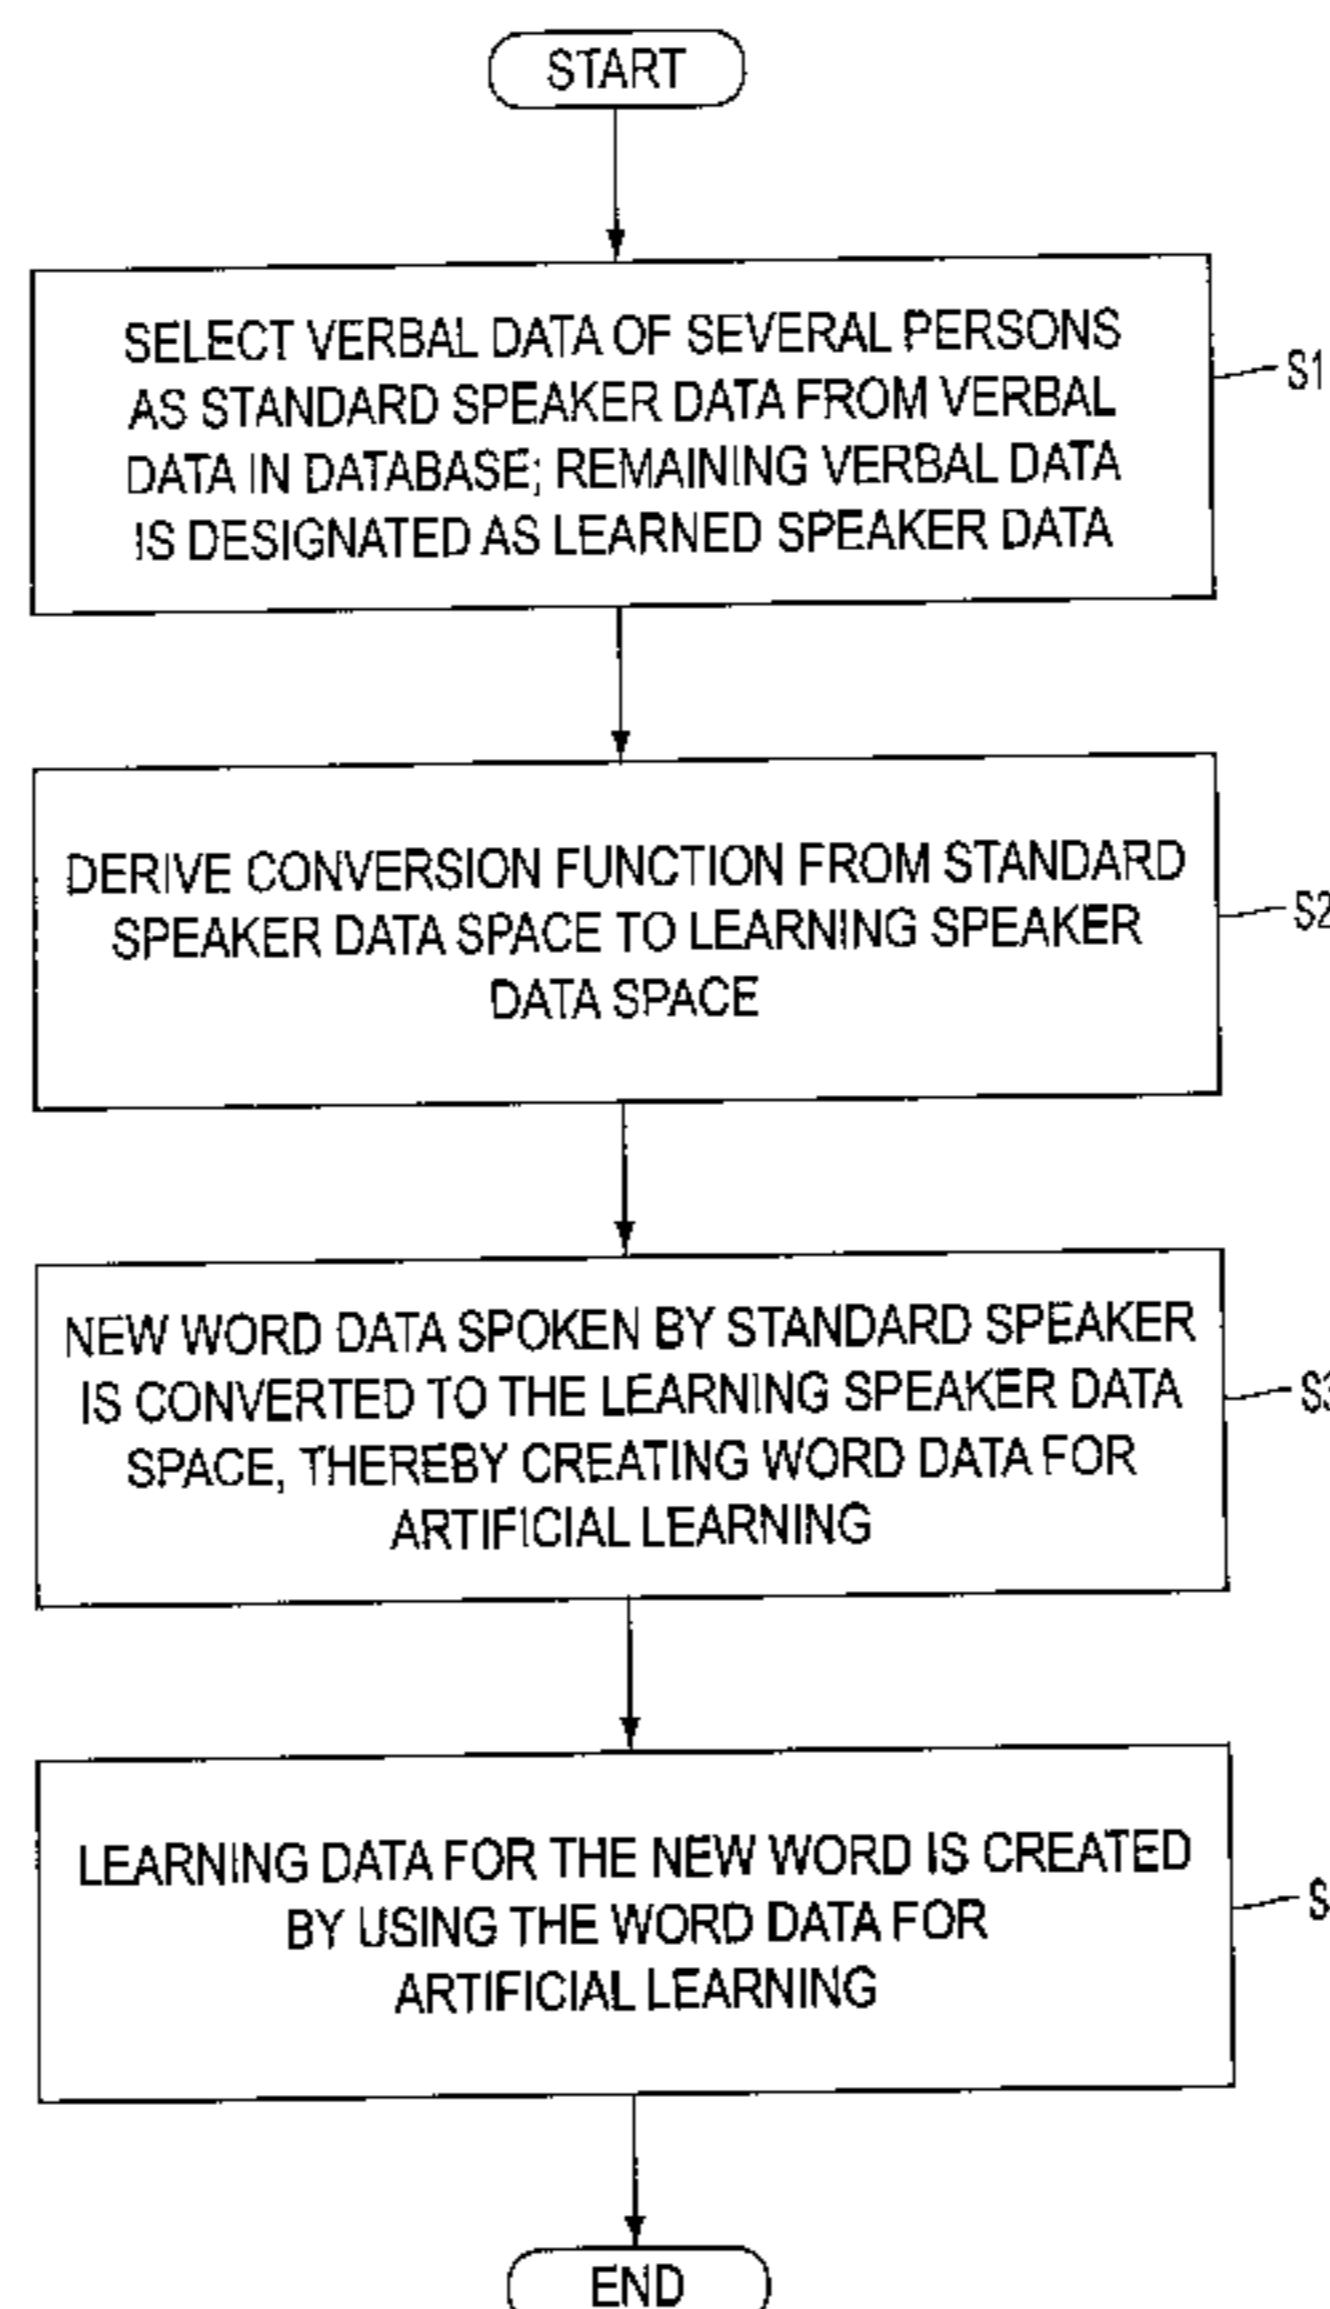 START
SELECT VERBAL DATA OF SEVERAL PERSONS
AS STANDARD SPEAKER DATA FROM VERBAL
DATA IN DATABASE; REMAINING VERBAL DATA
IS DESIGNATED AS LEARNED SPEAKER DATA
S1
DERIVE CONVERSION FUNCTION FROM STANDARD
SPEAKER DATA SPACE TO LEARNING SPEAKER
DATA SPACE
S2
NEW WORD DATA SPOKEN BY STANDARD SPEAKER
IS CONVERTED TO THE LEARNING SPEAKER DATA
SPACE, THEREBY CREATING WORD DATA FOR
ARTIFICIAL LEARNING
S3
LEARNING DATA FOR THE NEW WORD IS CREATED
BY USING THE WORD DATA FOR
ARTIFICIAL LEARNING
S
END